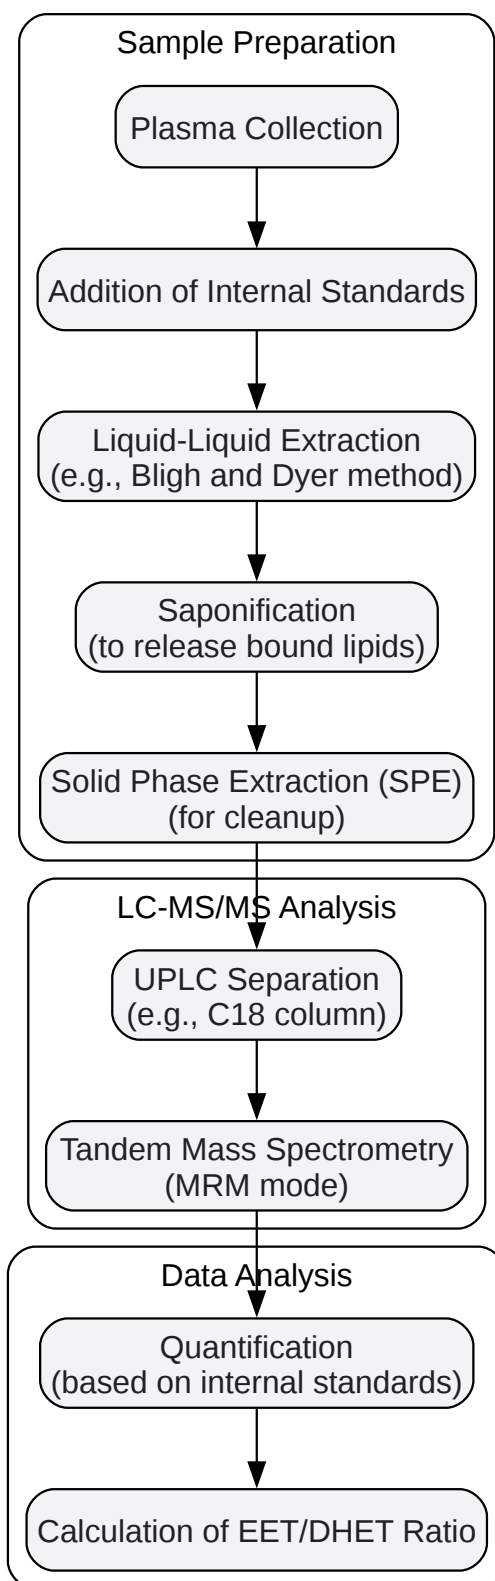 Sample Preparation
Plasma Collection
Addition of Internal Standards
Liquid-Liquid Extraction
(e.g., Bligh and Dyer method)
Saponification
(to release bound lipids)
Solid Phase Extraction (SPE)
(for cleanup)
LC-MS/MS Analysis
UPLC Separation
(e.g., C18 column)
Tandem Mass Spectrometry
(MRM mode)
Data Analysis
Quantification
(based on internal standards)
Calculation of EET/DHET Ratio